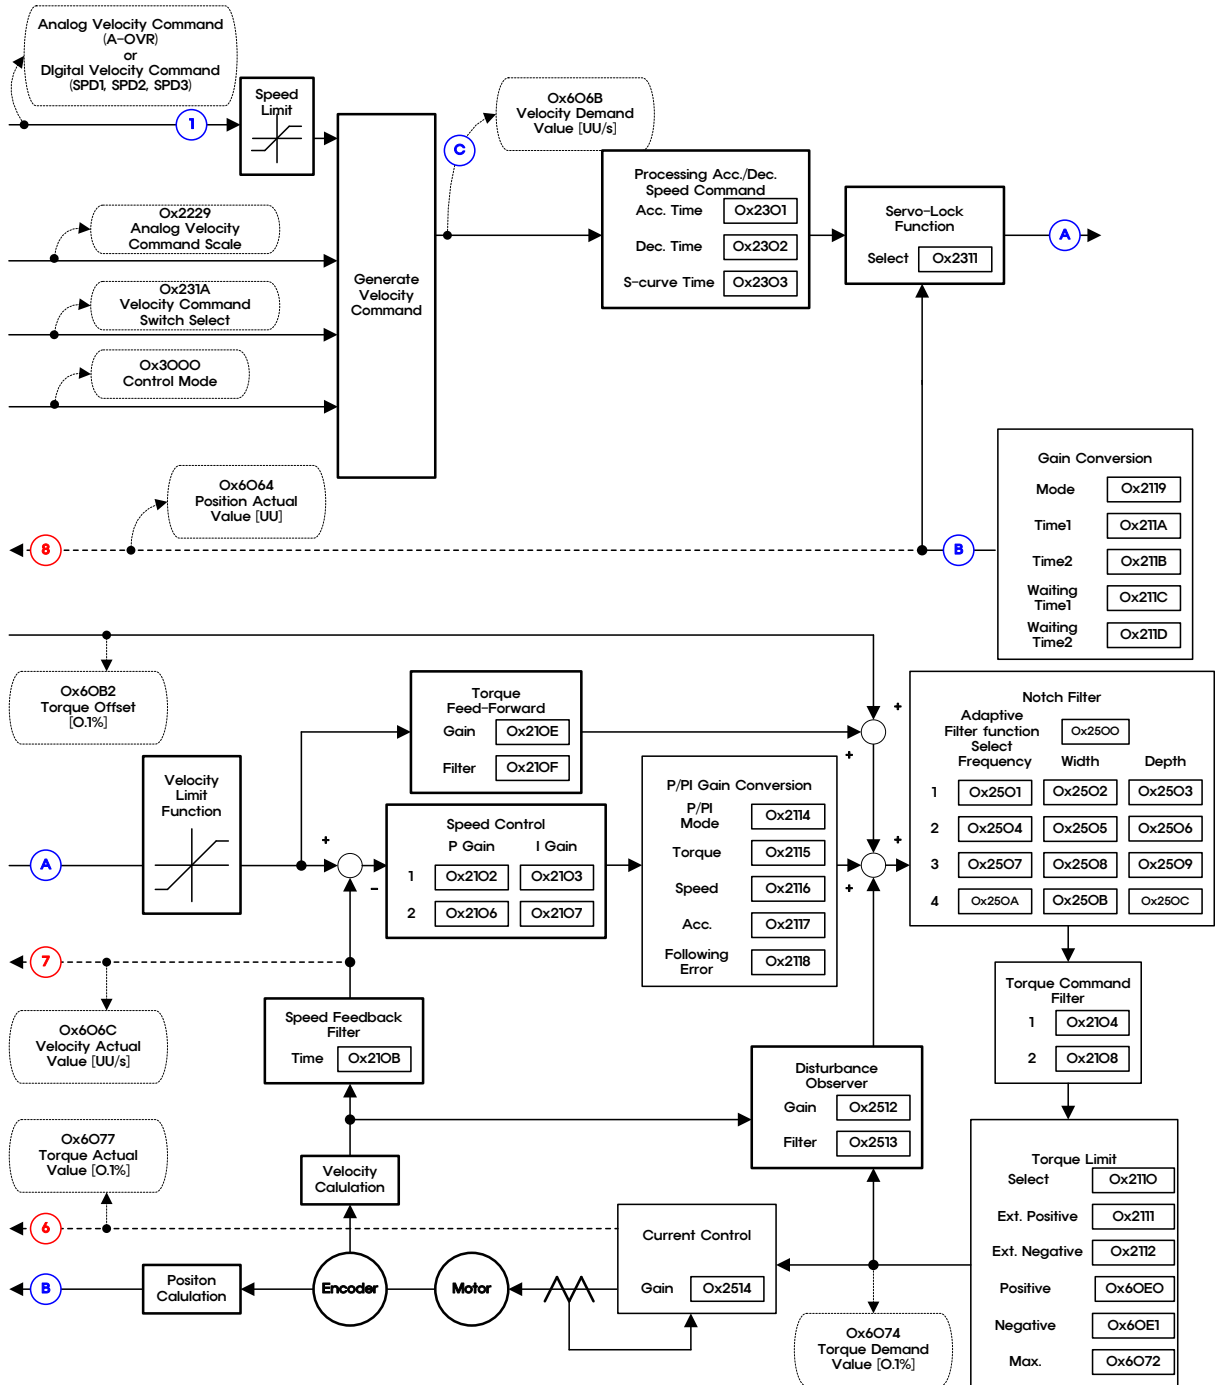 Analog Velocity Command
(A-OVR)
or
DIgital Velocity Command
(SPD1, SPD2, SPD3)
1
Speed
Limit
0x606B
Velocity Demand
Value [UU/s]
C
Processing Acc./Dec.
Speed Command
Acc. Time 0x2301
Dec. Time 0x2302
S-curve Time 0x2303
Servo-Lock
Function
Select 0x2311
A
0x2229
Analog Velocity
Command Scale
0x231A
Velocity Command
Switch Select
0x3000
Control Mode
Generate
Velocity
Command
0x6064
Position Actual
Value [UU]
8
B
Gain Conversion
Mode 0x2119
Time1 0x211A
Time2 0x211B
Waiting
Time1 0x211C
Waiting
Time2 0x211D
0x60B2
Torque Offset
[0.1%]
Torque
Feed-Forward
Gain 0x210E
Filter 0x210F
+
+
Notch Filter
Adaptive
Filter function
Select 0x2500
Frequency Width Depth
1 0x2501 0x2502 0x2503
2 0x2504 0x2505 0x2506
3 0x2507 0x2508 0x2509
4 0x250A 0x250B 0x250C
Velocity
Limit
Function
A
+
−
Speed Control
P Gain I Gain
1 0x2102 0x2103
2 0x2106 0x2107
P/PI Gain Conversion
P/PI
Mode 0x2114
Torque 0x2115
Speed 0x2116
Acc. 0x2117
Following
Error 0x2118
+
+
7
0x606C
Velocity Actual
Value [UU/s]
Speed Feedback
Filter
Time 0x210B
Torque Command
Filter
1 0x2104
2 0x2108
Disturbance
Observer
Gain 0x2512
Filter 0x2513
0x6077
Torque Actual
Value [0.1%]
Velocity
Calulation
6
Current Control
Gain 0x2514
Torque Limit
Select 0x2110
Ext. Positive 0x2111
Ext. Negative 0x2112
Positive 0x60E0
Negative 0x60E1
Max. 0x6072
B
Positon
Calulation
Encoder
Motor
0x6074
Torque Demand
Value [0.1%]